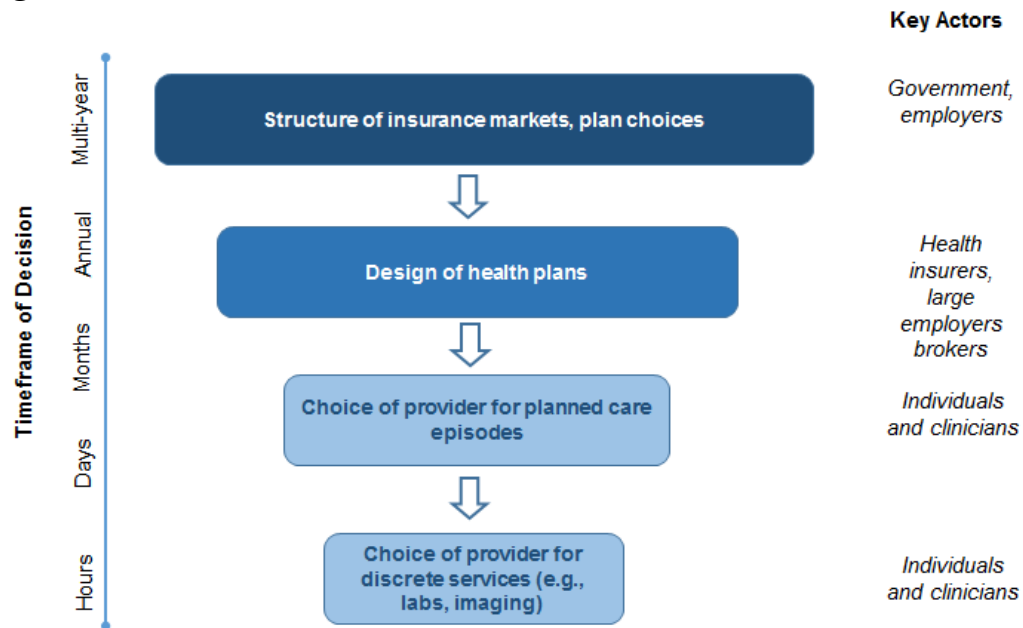 Key Actors
Multi-year
Structure of insurance markets, plan choices
Government,
employers
Timeframe of Decision
Annual
Design of health plans
Health
insurers,
large
employers
brokers
Months
Choice of provider for planned care
episodes
Individuals
and clinicians
Days
Hours
Choice of provider for
discrete services (e.g.,
labs, imaging)
Individuals
and clinicians